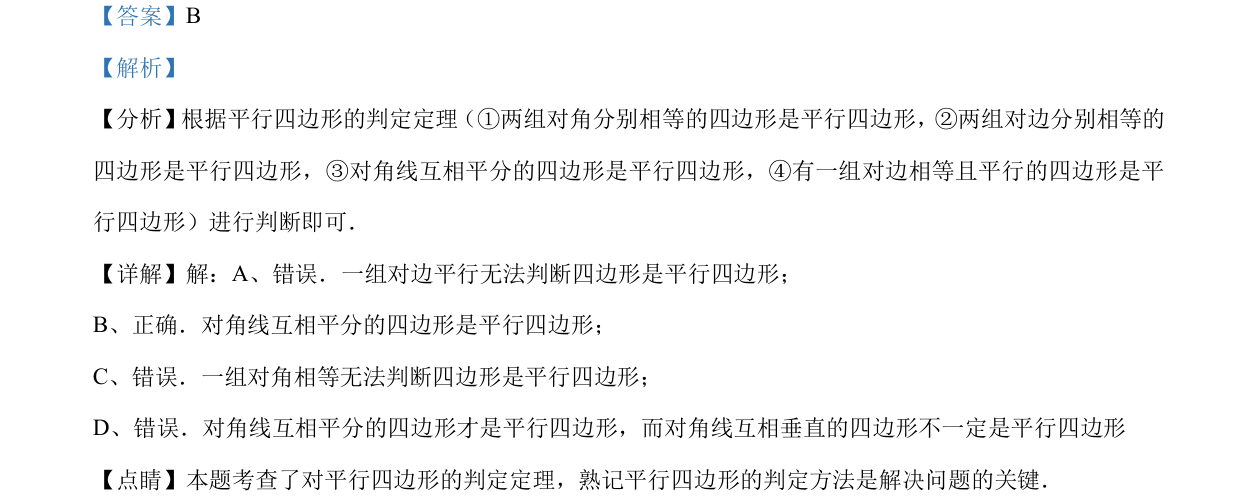 【答案】B
【解析】
【分析】根据平行四边形的判定定理（①两组对角分别相等的四边形是平行四边形，②两组对边分别相等的
四边形是平行四边形，③对角线互相平分的四边形是平行四边形，④有一组对边相等且平行的四边形是平
行四边形）进行判断即可．
【详解】解：A、错误．一组对边平行无法判断四边形是平行四边形；
B、正确．对角线互相平分的四边形是平行四边形；
C、错误．一组对角相等无法判断四边形是平行四边形；
D、错误．对角线互相平分的四边形才是平行四边形，而对角线互相垂直的四边形不一定是平行四边形
【点睛】本题考查了对平行四边形的判定定理，熟记平行四边形的判定方法是解决问题的关键．